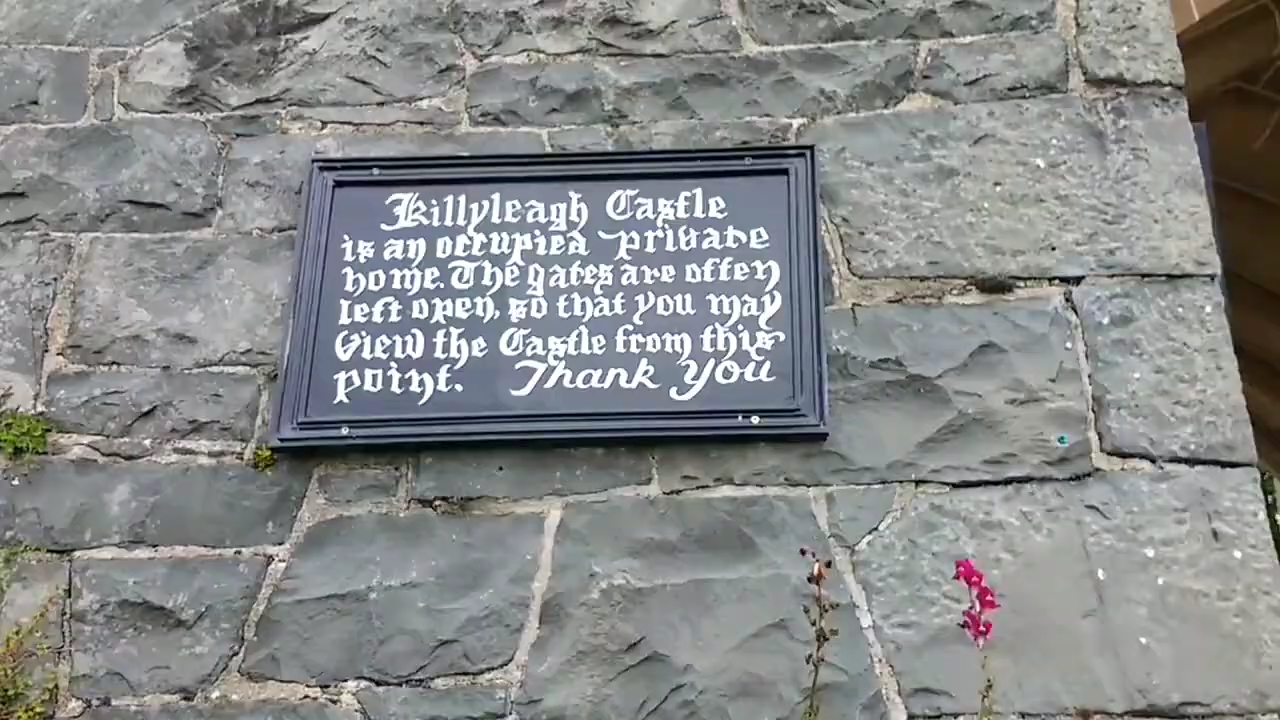 Killyleagh Castle
is an occupied private
home. The gates are often
left open, so that you may
View the Castle from this
point. Thank You